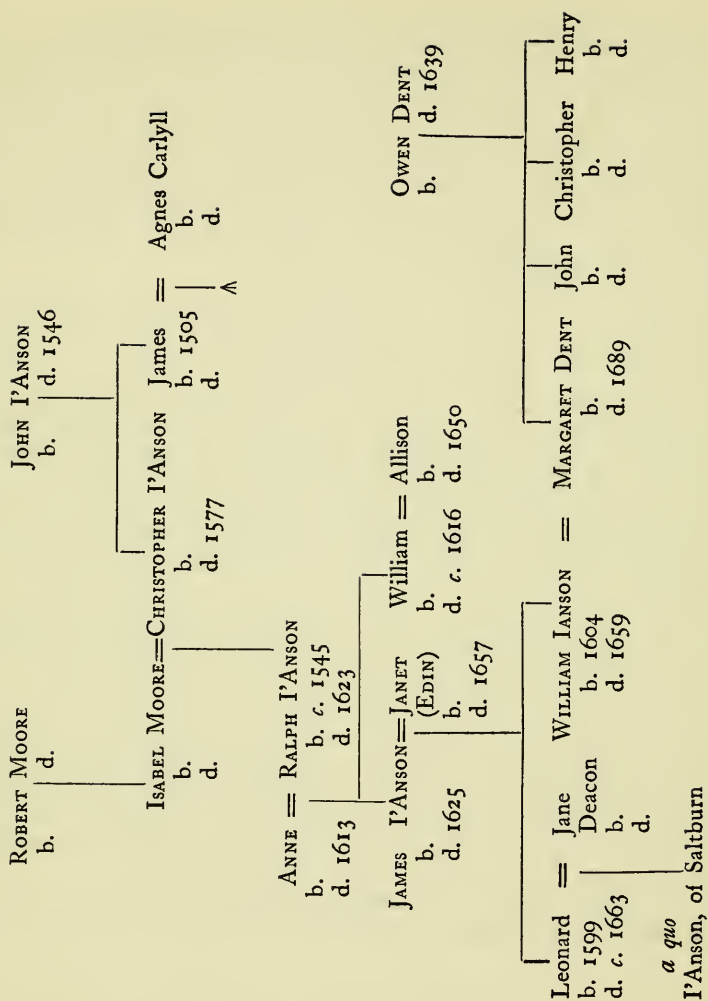 ROBERT MOORE
b. d.
JOHN I'ANSON
b. d. 1546
ISABEL MOORE=CHRISTOPHER I'ANSON
b. b.
d. d. 1577
James = Agnes Carlyll
b. 1505 b.
d. d.
ANNE = RALPH I'ANSON
b. b. c. 1545
d. 1613 d. 1623
JAMES I'ANSON=JANET
b. (EDIN)
d. 1625 b.
d. 1657
William = Allison
b. b.
d. c. 1616 d. 1650
OWEN DENT
b. d. 1639
Leonard = Jane
b. 1599 Deacon
d. c. 1663 b.
d.
WILLIAM IANSON = MARGARET DENT
b. 1604 b.
d. 1659 d. 1689
John Christopher Henry
b. b. b.
d. d. d.
a quo
I'Anson, of Saltburn